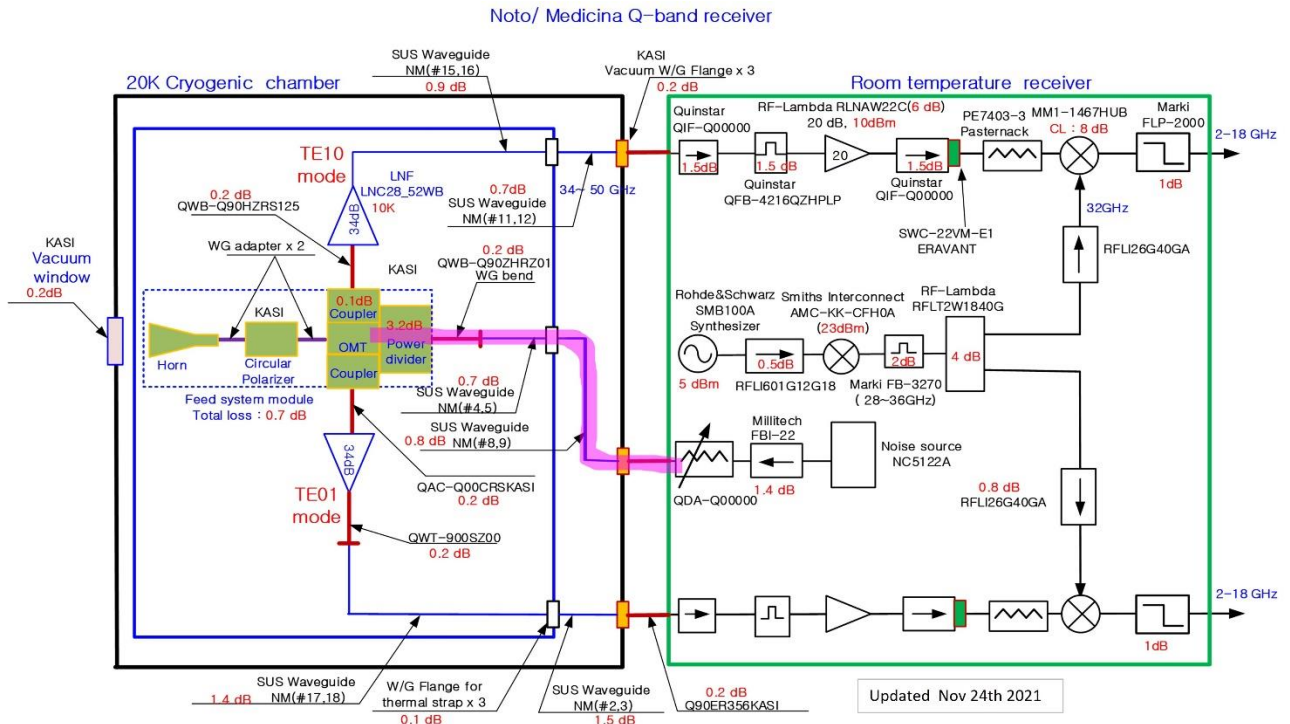 Noto/ Medicina Q-band receiver
20K Cryogenic chamber
SUS Waveguide
NM(#15,16)
0.9 dB
KASI
Vacuum W/G Flange x 3
0.2 dB
Room temperature receiver
Quinstar
QIF-Q00000
1.5dB
1.5 dB
Quinstar
QFB-4216QZHPLP
RF-Lambda RLNAW22C(6 dB)
20 dB, 10dBm
20
1.5dB
Quinstar
QIF-Q00000
PE7403-3
Pasternack
MM1-1467HUB
CL : 8 dB
Marki
FLP-2000
1dB
2-18 GHz
TE10
mode
LNF
LNC28_52WB
10K
34dB
0.2 dB
QWB-Q90HZRS125
0.7dB
SUS Waveguide
NM(#11,12)
34~ 50 GHz
SWC-22VM-E1
ERAVANT
32GHz
RFLI26G40GA
KASI
Vacuum
window
0.2dB
WG adapter x 2
KASI
0.2 dB
QWB-Q90ZHRZ01
WG bend
Horn
KASI
Circular
Polarizer
0.1dB
Coupler
OMT
Coupler
3.2dB
Power
divider
Feed system module
Total loss : 0.7 dB
0.7 dB
SUS Waveguide
NM(#4,5)
SUS Waveguide
0.8 dB NM(#8,9)
Rohde&Schwarz
SMB100A
Synthesizer
5 dBm
0.5dB
RFLI601G12G18
Smiths Interconnect
AMC-KK-CFH0A
(23dBm)
2dB
Marki FB-3270
( 28~36GHz)
RF-Lambda
RFLT2W1840G
4 dB
Millitech
FBI-22
1.4 dB
QDA-Q00000
Noise source
NC5122A
34dB
TE01
mode
QAC-Q00CRSKASI
0.2 dB
QWT-900SZ00
0.2 dB
0.8 dB
RFLI26G40GA
2-18 GHz
1dB
SUS Waveguide
1.4 dB NM(#17,18)
W/G Flange for
thermal strap x 3
0.1 dB
SUS Waveguide
NM(#2,3)
1.5 dB
0.2 dB
Q90ER356KASI
Updated Nov 24th 2021